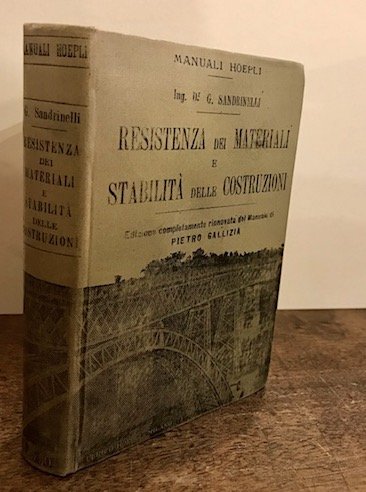 MANUALI HOEPLI
G. Sandrinelli
RESISTENZA
DEI
MATERIALI
E
STABILITÀ
DELLE
COSTRUZIONI
MANUALI HOEPLI
Ing. Dr G. SANDRINELLI
RESISTENZA DEI MATERIALI
E
STABILITÀ DELLE COSTRUZIONI
Edizione completamente rinnovata del Manuale di
PIETRO GALLIZIA